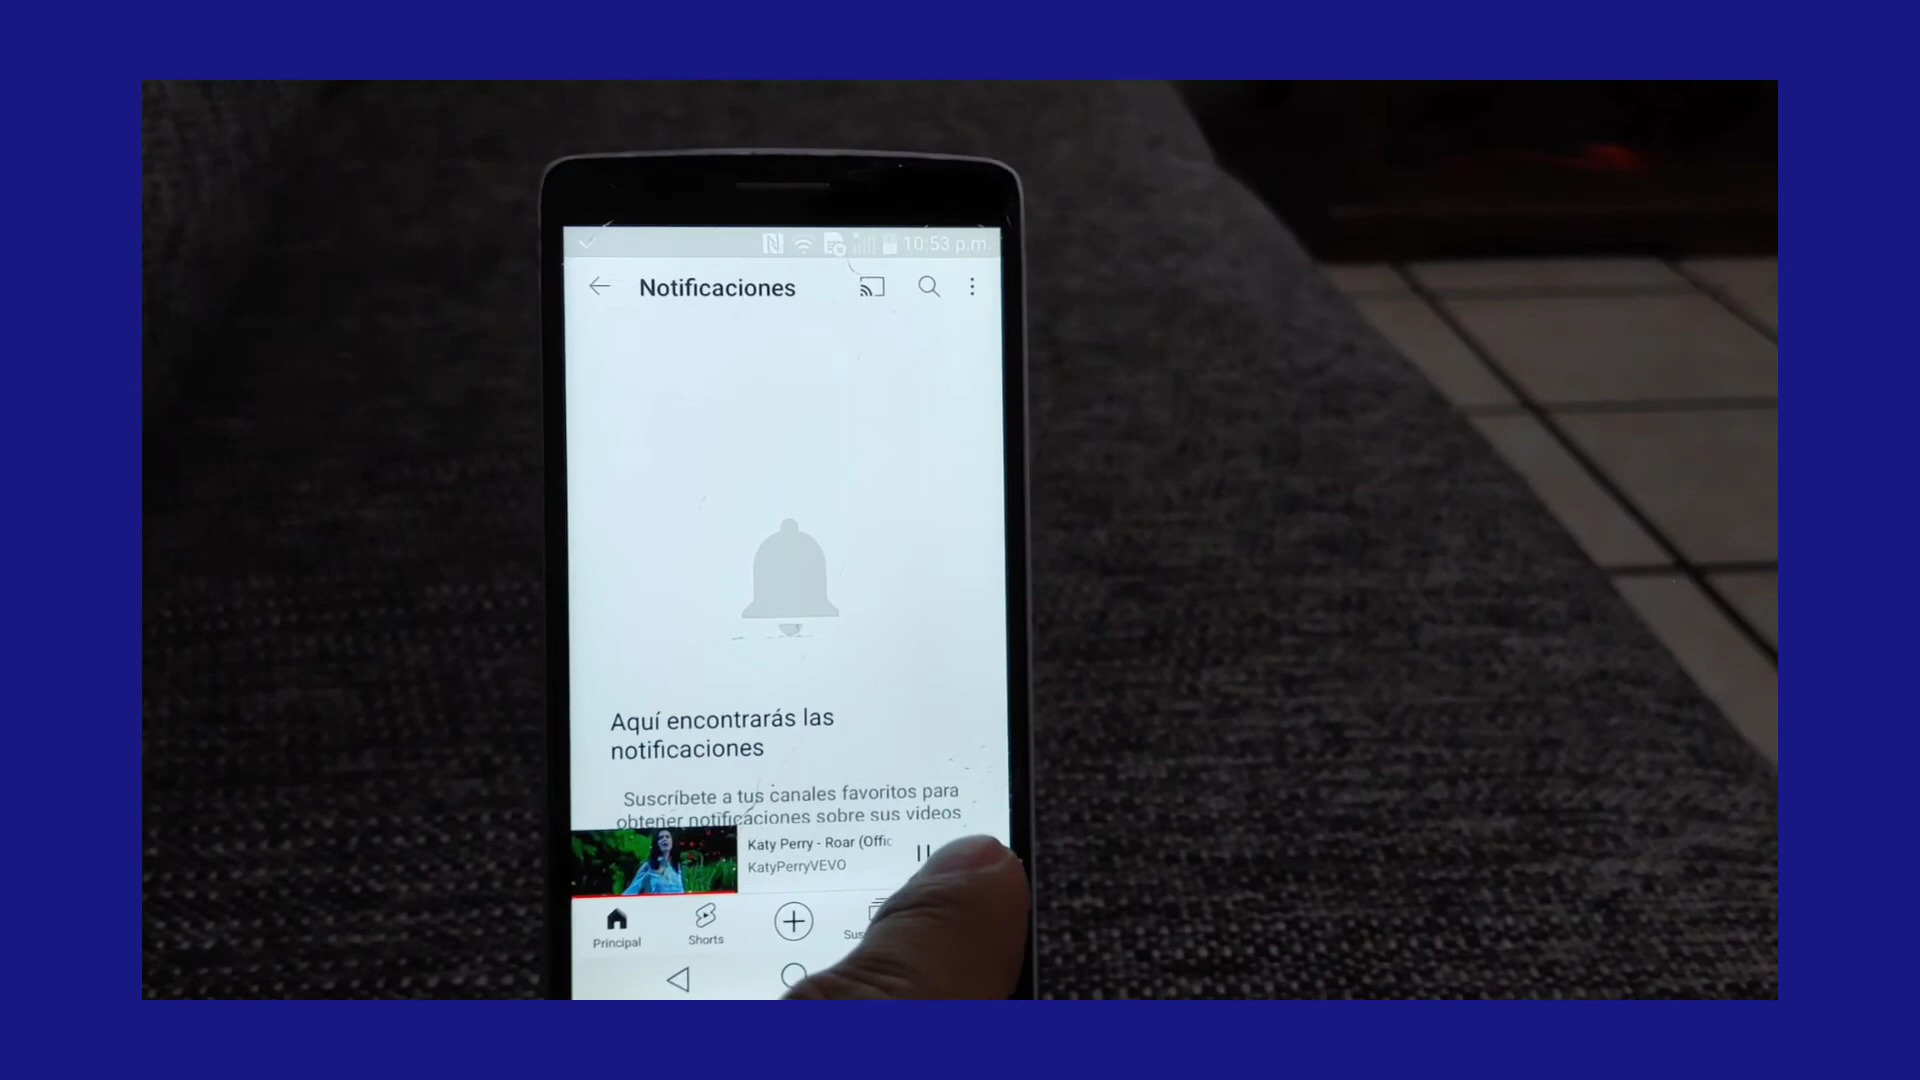 10:53 p.m.
Notificaciones
Aquí encontrarás las
notificaciones
Suscríbete a tus canales favoritos para
obtener notificaciones sobre sus videos
Katy Perry - Roar (Offic
KatyPerryVEVO
Principal
Shorts
Sus